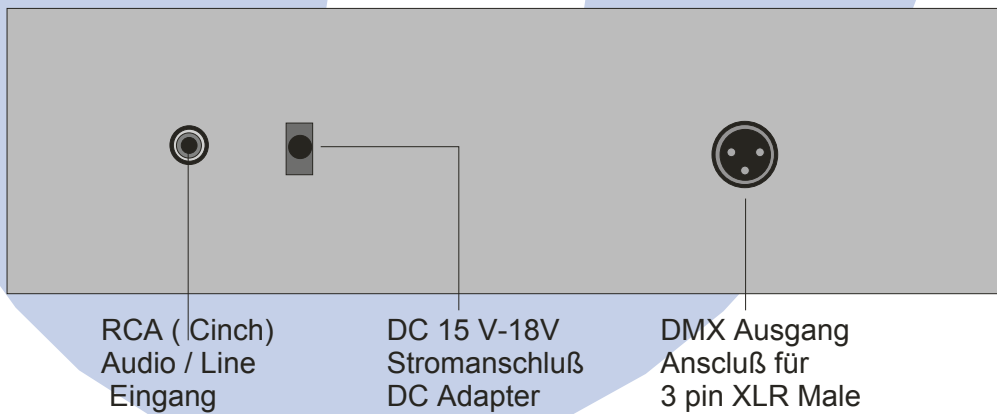 RCA ( Cinch)
Audio / Line
Eingang
DC 15 V-18V
Stromanschluß
DC Adapter
DMX Ausgang
Anscluß für
3 pin XLR Male